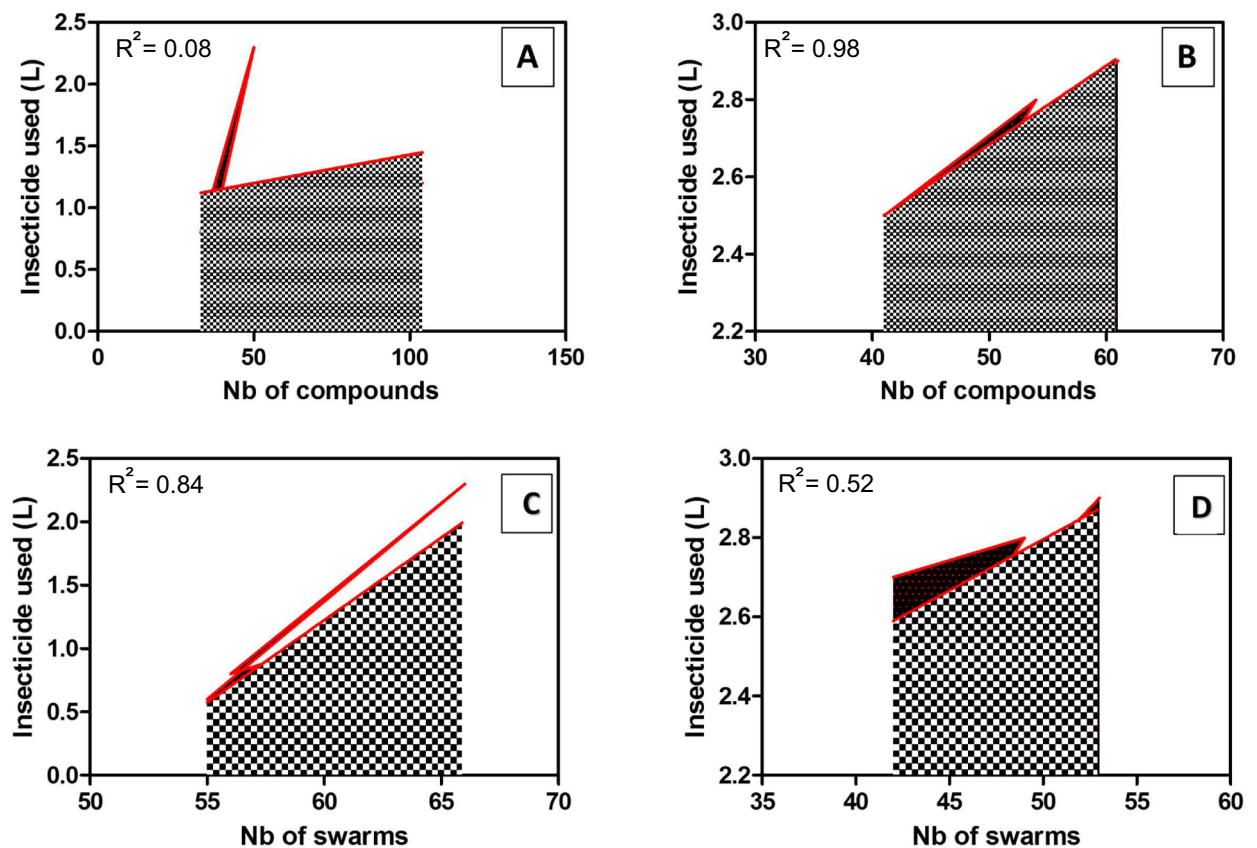 R²= 0.08
A
Insecticide used (L)
2.5
2.0
1.5
1.0
0.5
0.0
0 50 100 150
Nb of compounds
R²= 0.98
B
Insecticide used (L)
3.0
2.8
2.6
2.4
2.2
30 40 50 60 70
Nb of compounds
R²= 0.84
C
Insecticide used (L)
2.5
2.0
1.5
1.0
0.5
0.0
50 55 60 65 70
Nb of swarms
R²= 0.52
D
Insecticide used (L)
3.0
2.8
2.6
2.4
2.2
35 40 45 50 55 60
Nb of swarms